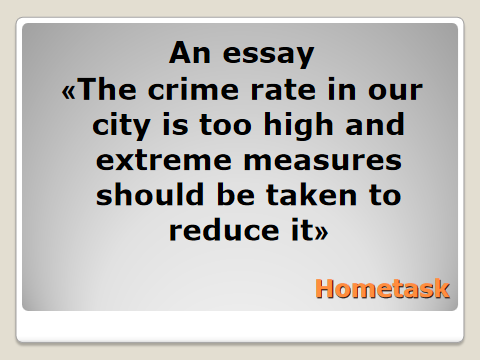 An essay
«The crime rate in our
city is too high and
extreme measures
should be taken to
reduce it»
Hometask